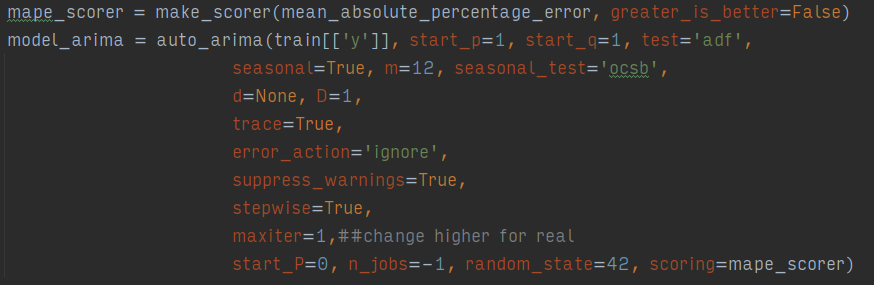 mape_scorer = make_scorer(mean_absolute_percentage_error, greater_is_better=False)
model_arima = auto_arima(train[['y']], start_p=1, start_q=1, test='adf',
seasonal=True, m=12, seasonal_test='ocsb',
d=None, D=1,
trace=True,
error_action='ignore',
suppress_warnings=True,
stepwise=True,
maxiter=1,##change higher for real
start_P=0, n_jobs=-1, random_state=42, scoring=mape_scorer)